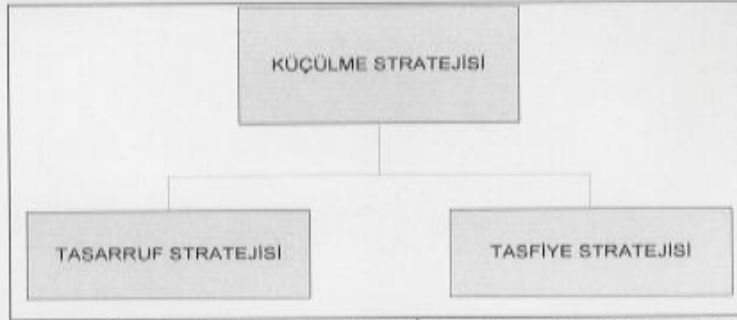 KÜÇÜLME STRATEJİSİ
TASARRUF STRATEJİSİ
TASFİYE STRATEJİSİ